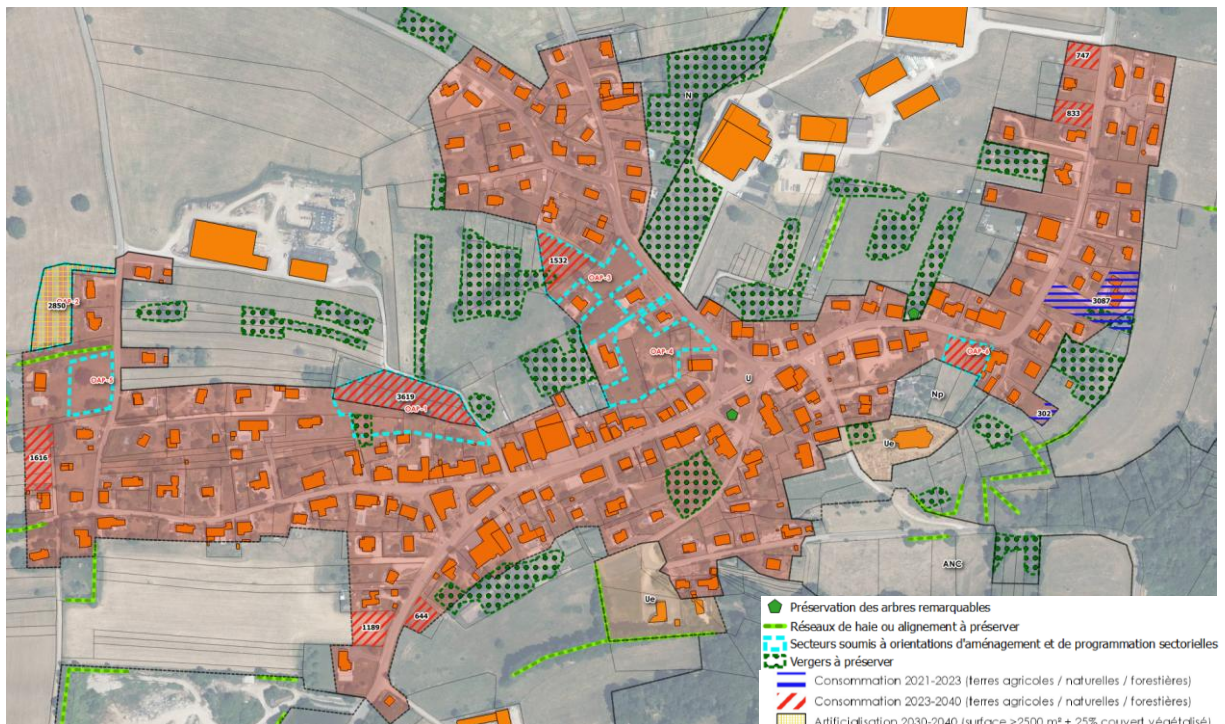 N
747
833
1532
OAP-3
2850
OAP-2
3087
OAP-4
OAP-6
OAP-5
U
3619
OAP-1
Np
302
Ue
1616
ANC
Ue
644
1189
Préservation des arbres remarquables
Réseaux de haie ou alignement à préserver
Secteurs soumis à orientations d'aménagement et de programmation sectorielles
Vergers à préserver
Consommation 2021-2023 (terres agricoles / naturelles / forestières)
Consommation 2023-2040 (terres agricoles / naturelles / forestières)
Artificialisation 2030-2040 (surface >2500 m² + 25% couvert végétalisé)